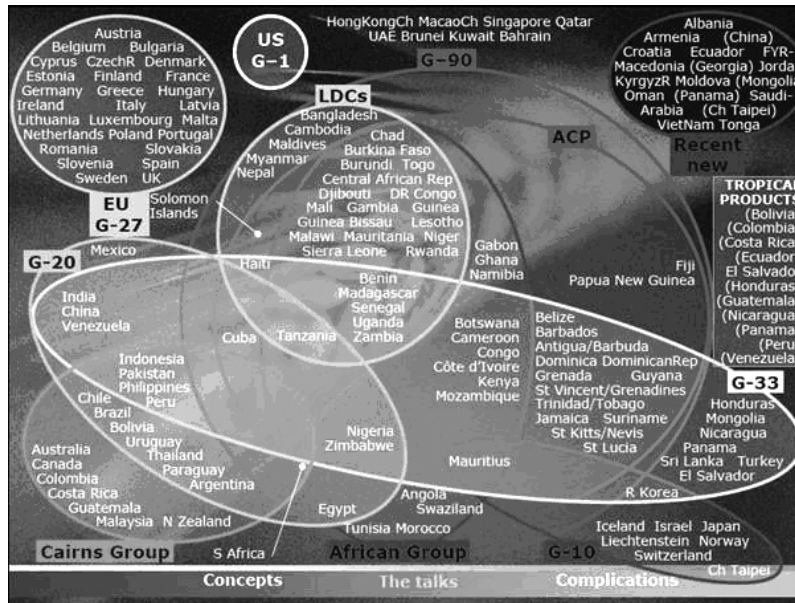 Austria
Belgium Bulgaria
Cyprus CzechR Denmark
Estonia Finland France
Germany Greece Hungary
Ireland Italy Latvia
Lithuania Luxembourg Malta
Netherlands Poland Portugal
Romania Slovakia
Slovenia Spain
Sweden UK
EU
G-27
US
G–1
HongKongCh MacaoCh Singapore Qatar
UAE Brunei Kuwait Bahrain
G-90
Albania
Armenia (China)
Croatia Ecuador FYR-
Macedonia (Georgia) Jorda
KyrgyzR Moldova (Mongolia
Oman (Panama) Saudi-
Arabia (Ch Taipei)
VietNam Tonga
Recent
new
ACP
LDCs
Bangladesh
Cambodia
Maldives
Myanmar
Nepal
Chad
Burkina Faso
Burundi Togo
Central African Rep
Djibouti DR Congo
Mali Gambia Guinea
Guinea Bissau Lesotho
Malawi Mauritania Niger
Sierra Leone Rwanda
Solomon
Islands
Haiti
Benin
Madagascar
Senegal
Uganda
Zambia
Tanzania
Cuba
Gabon
Ghana
Namibia
Fiji
Papua New Guinea
TROPICAL
PRODUCTS
(Bolivia
(Colombia
(Costa Rica
(Ecuador
El Salvador
(Honduras
(Guatemala
(Nicaragua
(Panama
(Peru
(Venezuela
G-20
Mexico
India
China
Venezuela
Indonesia
Pakistan
Philippines
Peru
Chile
Brazil
Bolivia
Uruguay
Thailand
Paraguay
Argentina
Australia
Canada
Colombia
Costa Rica
Guatemala
Malaysia N Zealand
Cairns Group
Botswana
Cameroon
Congo
Côte d'Ivoire
Kenya
Mozambique
Belize
Barbados
Antigua/Barbuda
Dominica DominicanRep
Grenada Guyana
St Vincent/Grenadines
Trinidad/Tobago
Jamaica Suriname
St Kitts/Nevis
St Lucia
G-33
Honduras
Mongolia
Nicaragua
Panama
Sri Lanka Turkey
El Salvador
R Korea
Nigeria
Zimbabwe
Mauritius
Egypt
Angola
Swaziland
Tunisia Morocco
S Africa
African Group
G-10
Iceland Israel Japan
Liechtenstein Norway
Switzerland
Ch Taipei
Concepts The talks Complications